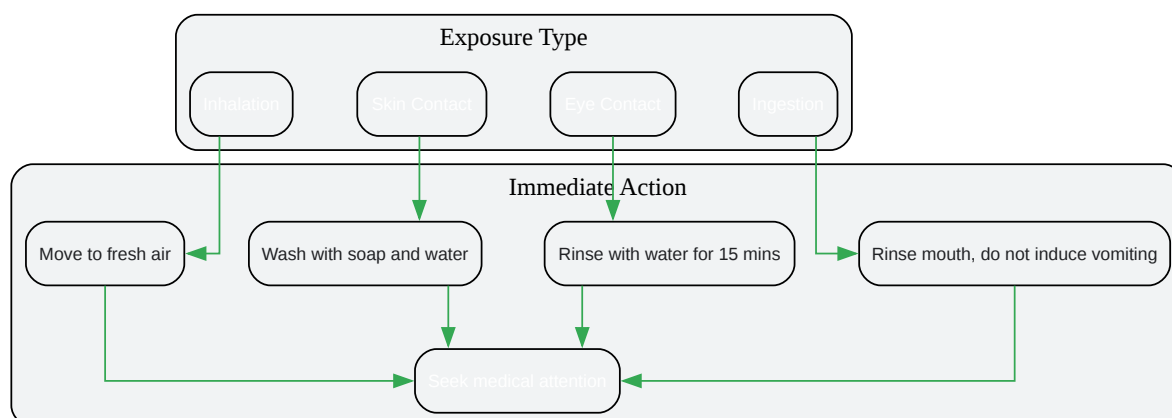 Exposure Type
Inhalation
Skin Contact
Eye Contact
Ingestion
Immediate Action
Move to fresh air
Wash with soap and water
Rinse with water for 15 mins
Rinse mouth, do not induce vomiting
Seek medical attention